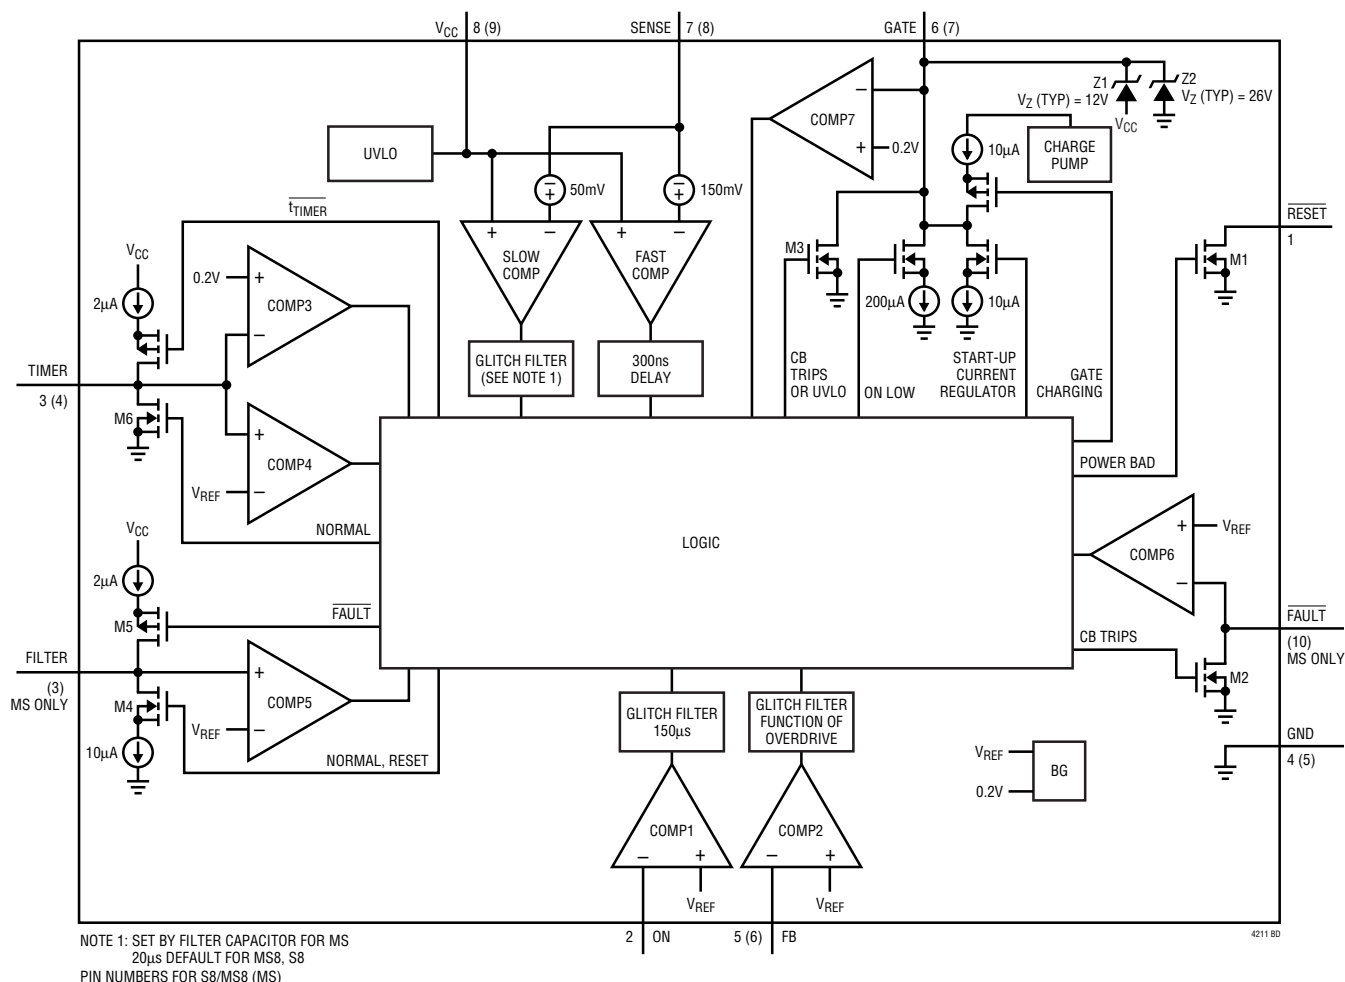 VCC 8 (9)
SENSE 7 (8)
GATE 6 (7)
Z1
VZ (TYP) = 12V
VCC
Z2
VZ (TYP) = 26V
COMP7
–
+
0.2V
10µA
CHARGE
PUMP
UVLO
–
+
50mV
–
+
150mV
tTIMER
+
–
SLOW
COMP
+
–
FAST
COMP
M3
200µA
10µA
RESET
1
M1
VCC
2µA
0.2V
+
–
COMP3
GLITCH FILTER
(SEE NOTE 1)
300ns
DELAY
CB
TRIPS
OR UVLO
ON LOW
START-UP
CURRENT
REGULATOR
GATE
CHARGING
TIMER
3 (4)
M6
+
COMP4
VREF
–
NORMAL
POWER BAD
LOGIC
+
VREF
COMP6
–
VCC
2µA
M5
FAULT
FAULT
(10)
MS ONLY
CB TRIPS
M2
FILTER
(3)
MS ONLY
M4
+
COMP5
VREF
–
10µA
NORMAL, RESET
GLITCH FILTER
150µs
GLITCH FILTER
FUNCTION OF
OVERDRIVE
GND
4 (5)
VREF
0.2V
BG
COMP1
–
+
VREF
COMP2
–
+
VREF
2 ON
5 (6) FB
4211 BD
NOTE 1: SET BY FILTER CAPACITOR FOR MS
20µs DEFAULT FOR MS8, S8
PIN NUMBERS FOR S8/MS8 (MS)